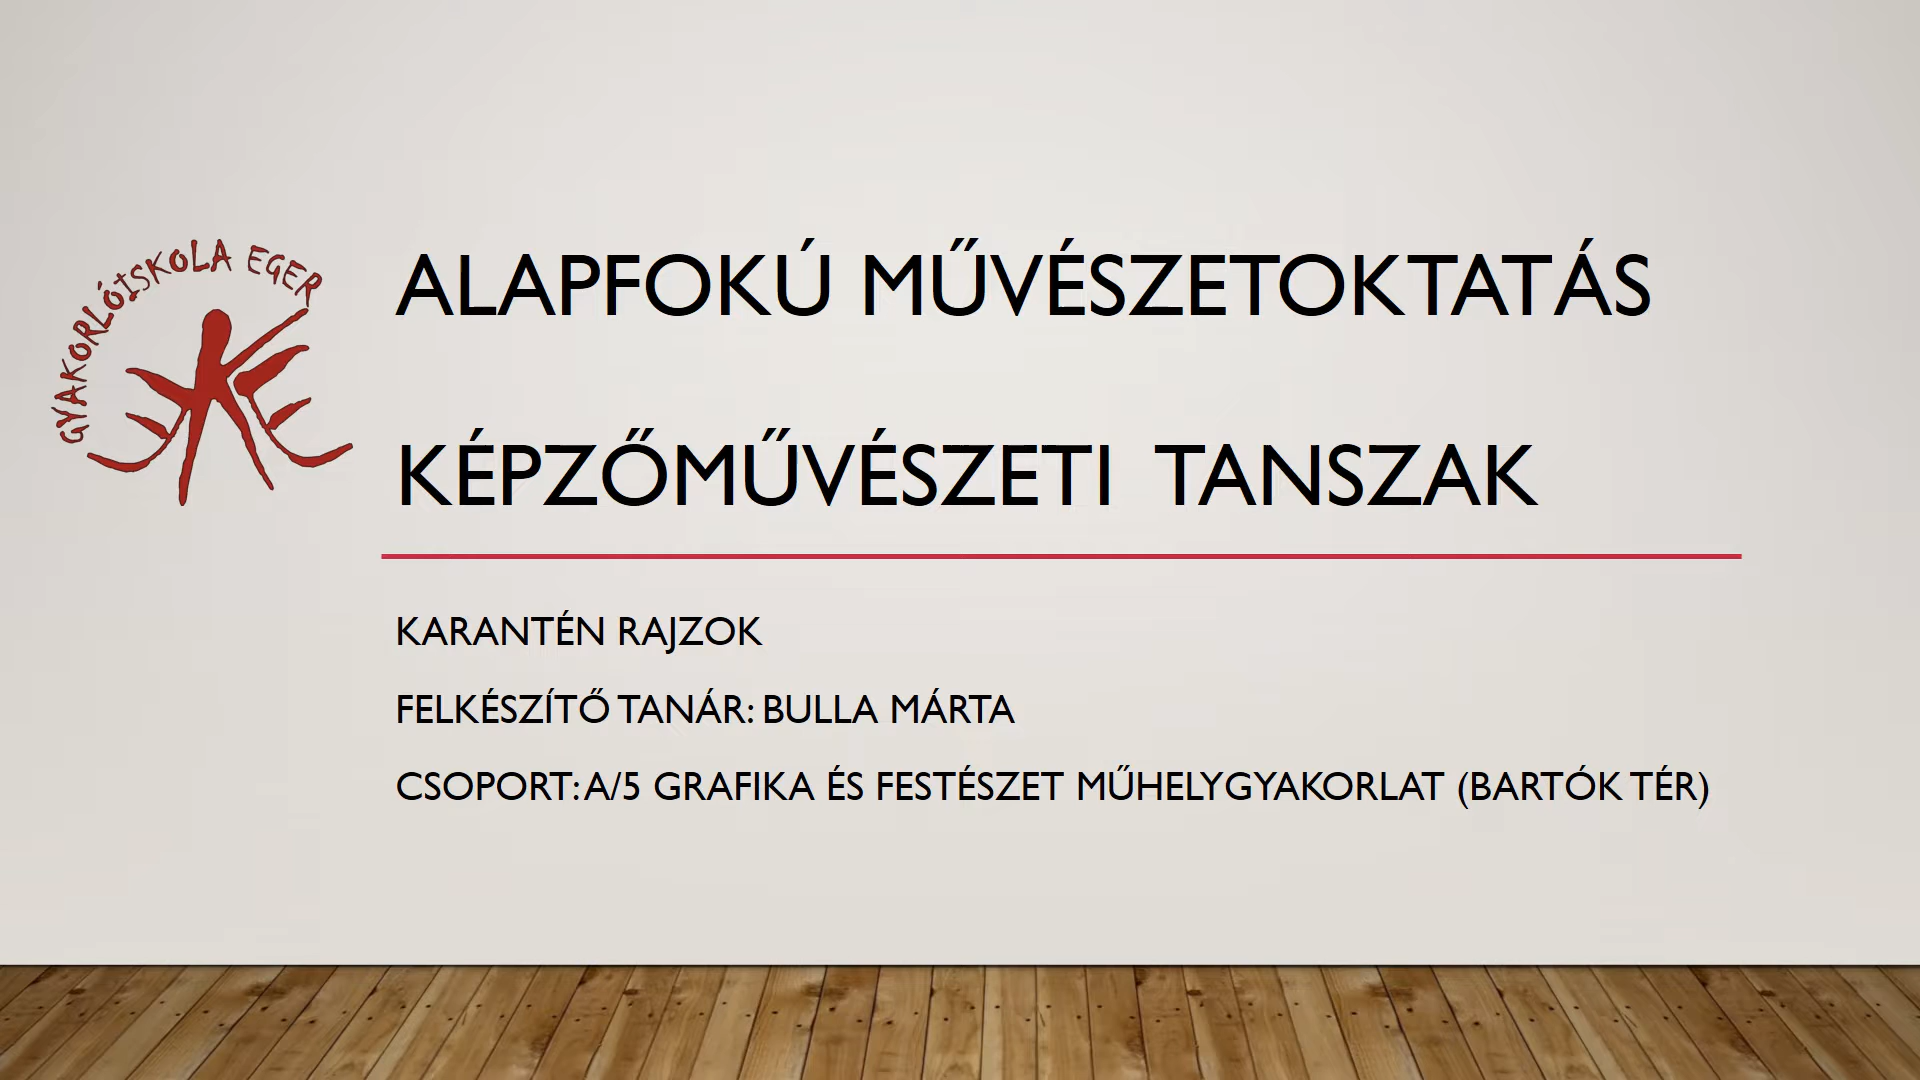 GYAKORLÓISKOLA EGER
ALAPFOKÚ MŰVÉSZETOKTATÁS
KÉPZŐMŰVÉSZETI TANSZAK
KARANTÉN RAJZOK
FELKÉSZÍTŐ TANÁR: BULLA MÁRTA
CSOPORT: A/5 GRAFIKA ÉS FESTÉSZET MŰHELYGYAKORLAT (BARTÓK TÉR)